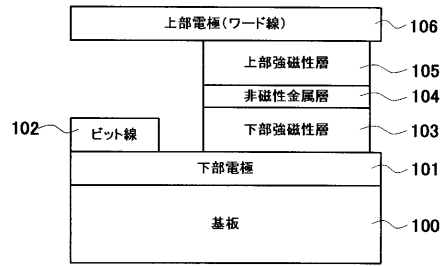 上部電極(ワード線) 106
上部強磁性層 105
非磁性金属層 104
102 ビット線 下部強磁性層 103
下部電極 101
基板 100